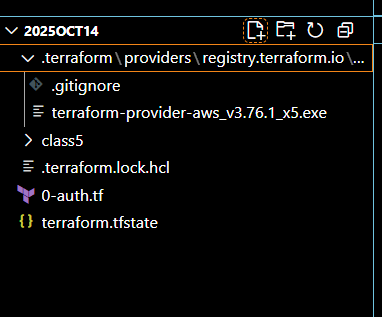 2025OCT14
.terraform\providers\registry.terraform.io\...
.gitignore
terraform-provider-aws_v3.76.1_x5.exe
class5
.terraform.lock.hcl
0-auth.tf
terraform.tfstate